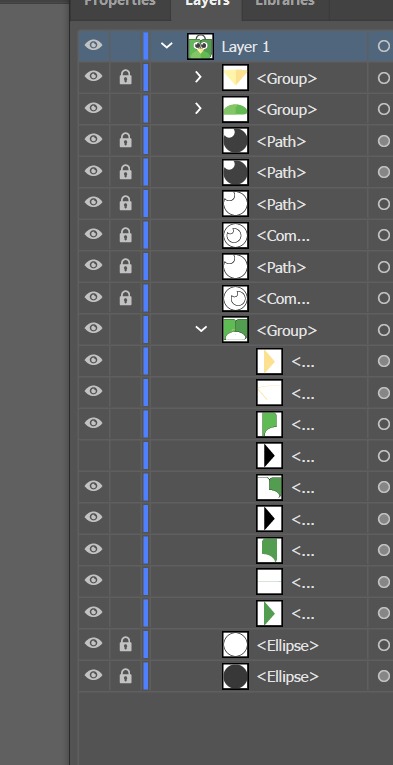 Properties Layers Libraries
Layer 1
<Group>
<Group>
<Path>
<Path>
<Path>
<Com...
<Path>
<Com...
<Group>
<...
<...
<...
<...
<...
<...
<...
<...
<...
<Ellipse>
<Ellipse>